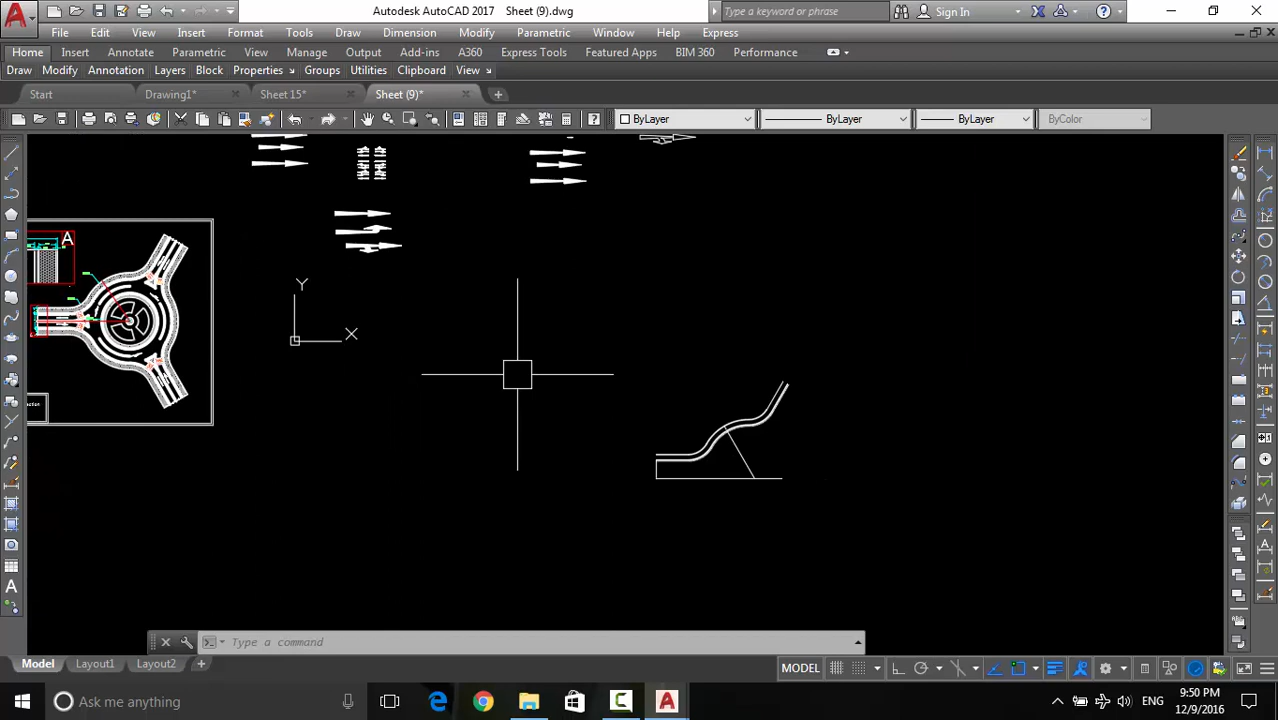 Autodesk AutoCAD 2017 Sheet (9).dwg
Type a keyword or phrase
Sign In
File Edit View Insert Format Tools Draw Dimension Modify Parametric Window Help Express
Home Insert Annotate Parametric View Manage Output Add-ins A360 Express Tools Featured Apps BIM 360 Performance
Draw Modify Annotation Layers Block Properties Groups Utilities Clipboard View
Start Drawing1* Sheet 15* Sheet (9)*
ByLayer ByLayer ByLayer ByColor
A
Y
X
Type a command
Model Layout1 Layout2
MODEL
Ask me anything
ENG
9:50 PM
12/9/2016